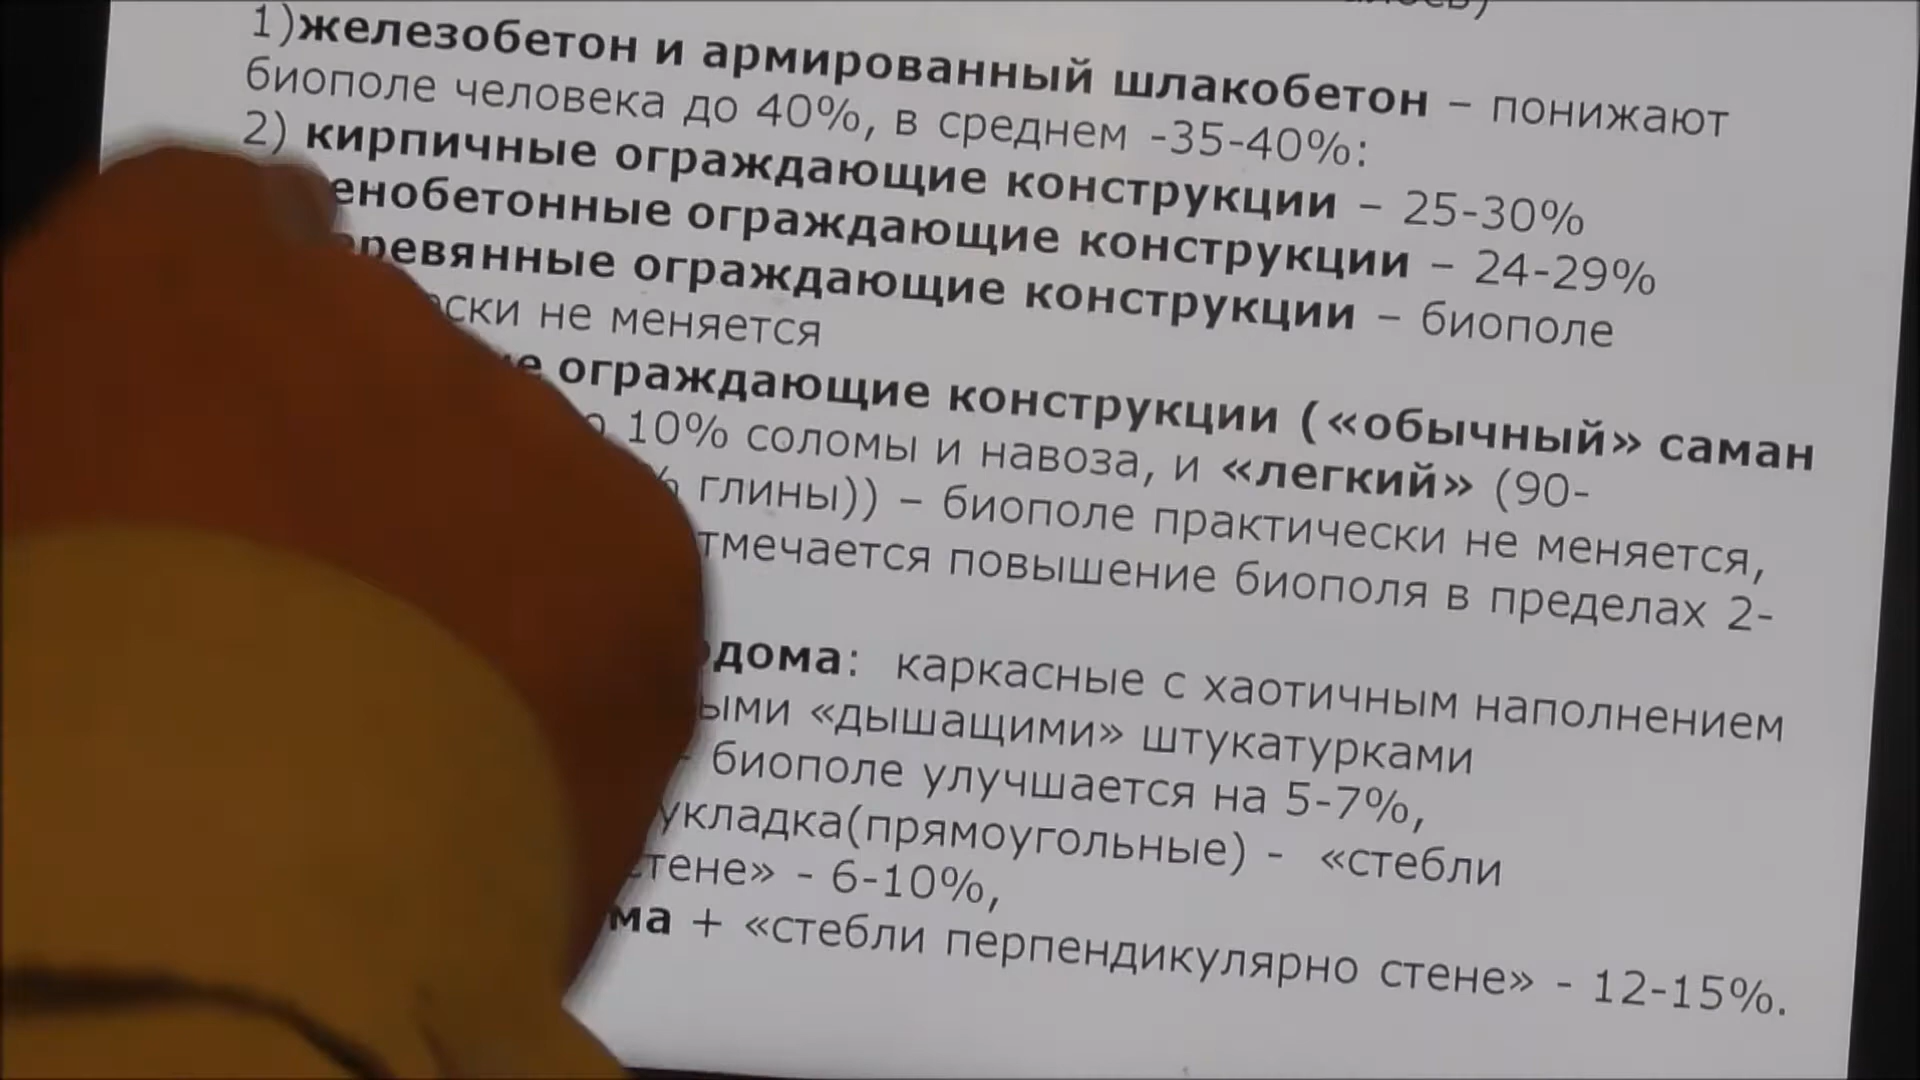 1)железобетон и армированный шлакобетон – понижают
биополе человека до 40%, в среднем -35-40%:
2) кирпичные ограждающие конструкции – 25-30%
енобетонные ограждающие конструкции – 24-29%
ревянные ограждающие конструкции – биополе
ски не меняется
ограждающие конструкции («обычный» саман
10% соломы и навоза, и «легкий» (90-
% глины)) – биополе практически не меняется,
тмечается повышение биополя в пределах 2-
дома: каркасные с хаотичным наполнением
ыми «дышащими» штукатурками
- биополе улучшается на 5-7%,
укладка(прямоугольные) - «стебли
стене» - 6-10%,
ма + «стебли перпендикулярно стене» - 12-15%.